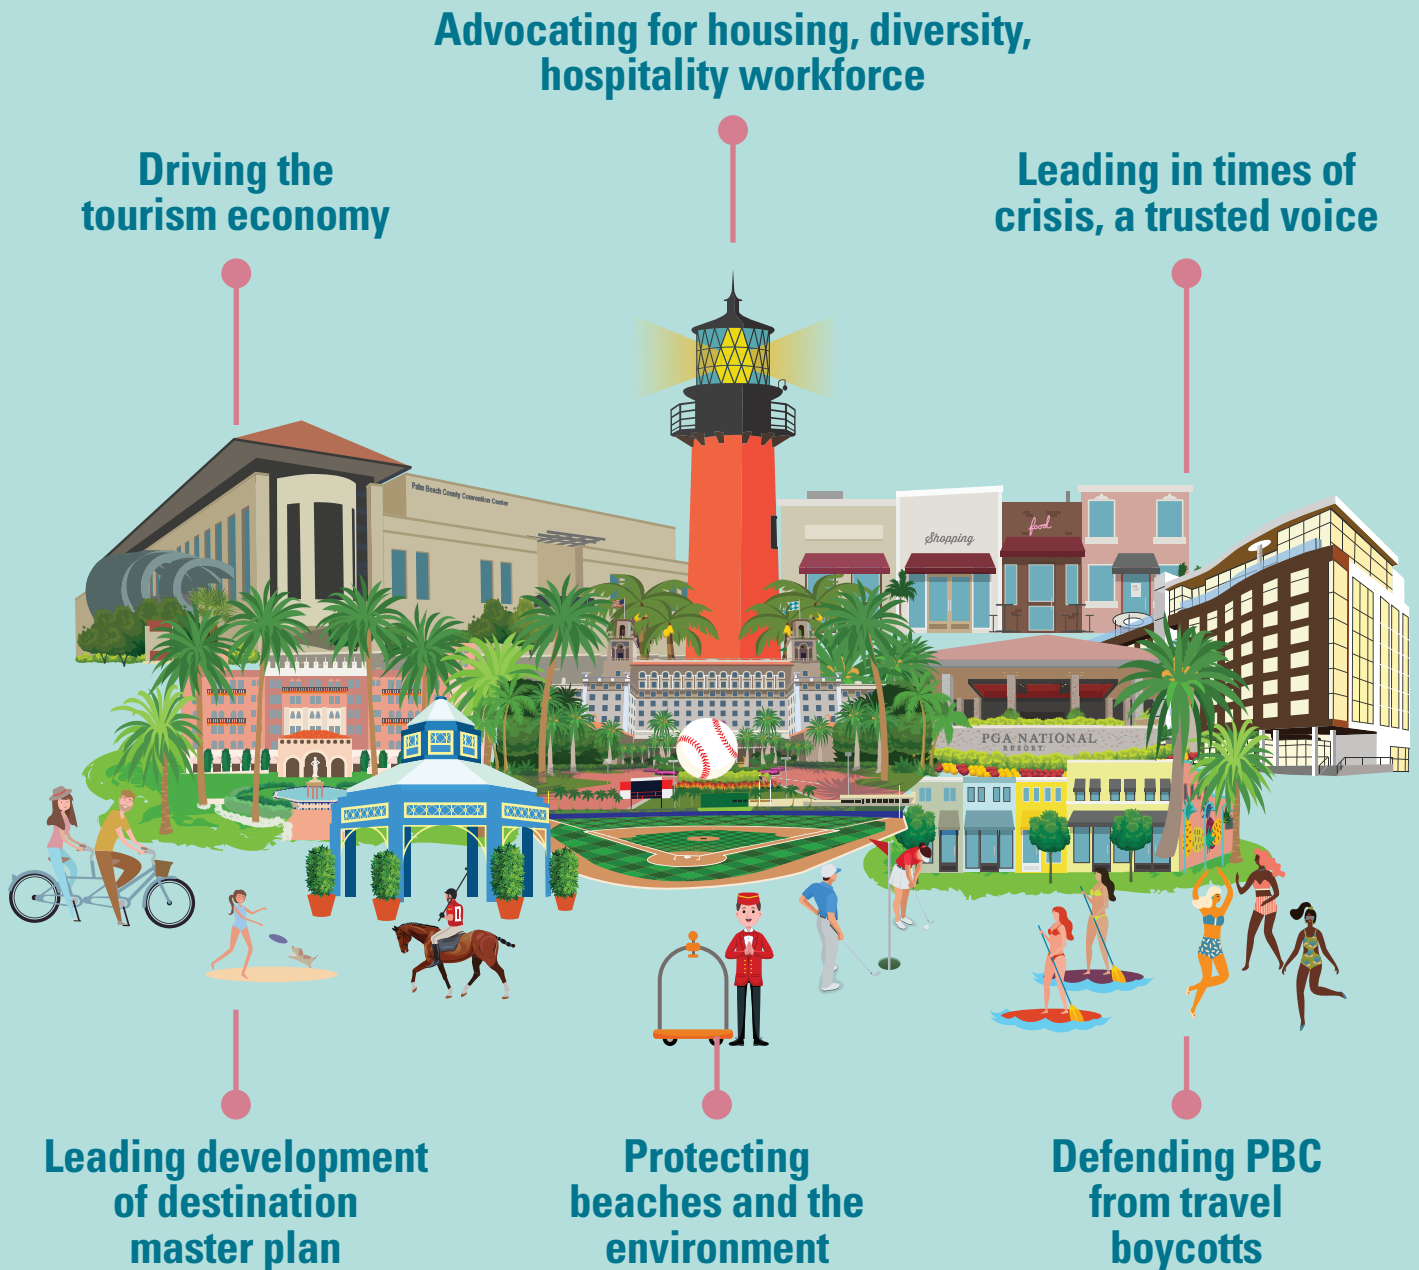 Advocating for housing, diversity,
hospitality workforce
Driving the
tourism economy
Leading in times of
crisis, a trusted voice
Palm Beach County Convention Center
Shopping
food
PGA NATIONAL
RESORT
Leading development
of destination
master plan
Protecting
beaches and the
environment
Defending PBC
from travel
boycotts